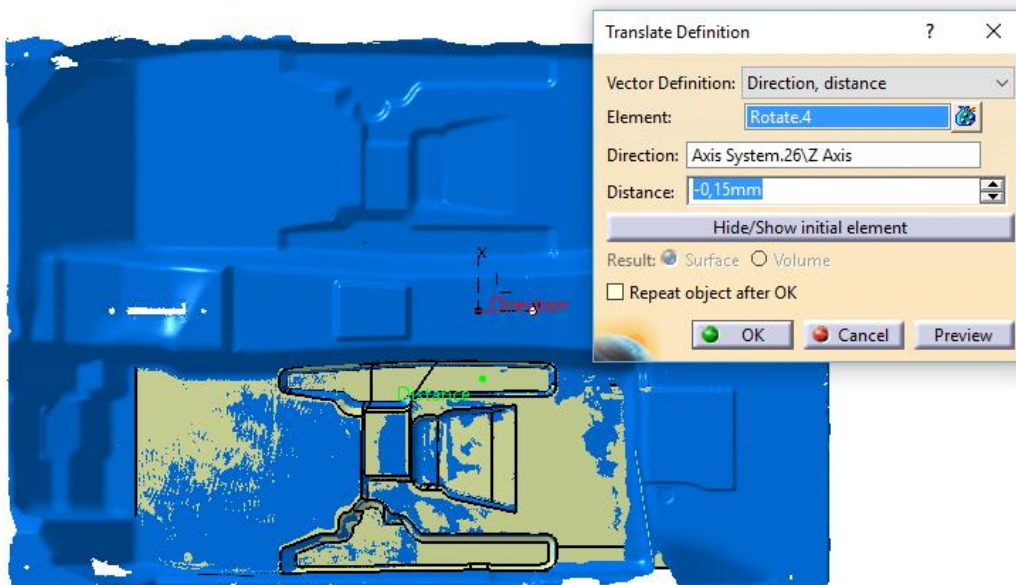 Translate Definition ?
Vector Definition: Direction, distance
Element: Rotate.4
Direction: Axis System.26\Z Axis
Distance: -0,15mm
Hide/Show initial element
Result: Surface Volume
Repeat object after OK
OK Cancel Preview
x
Direction
Distance